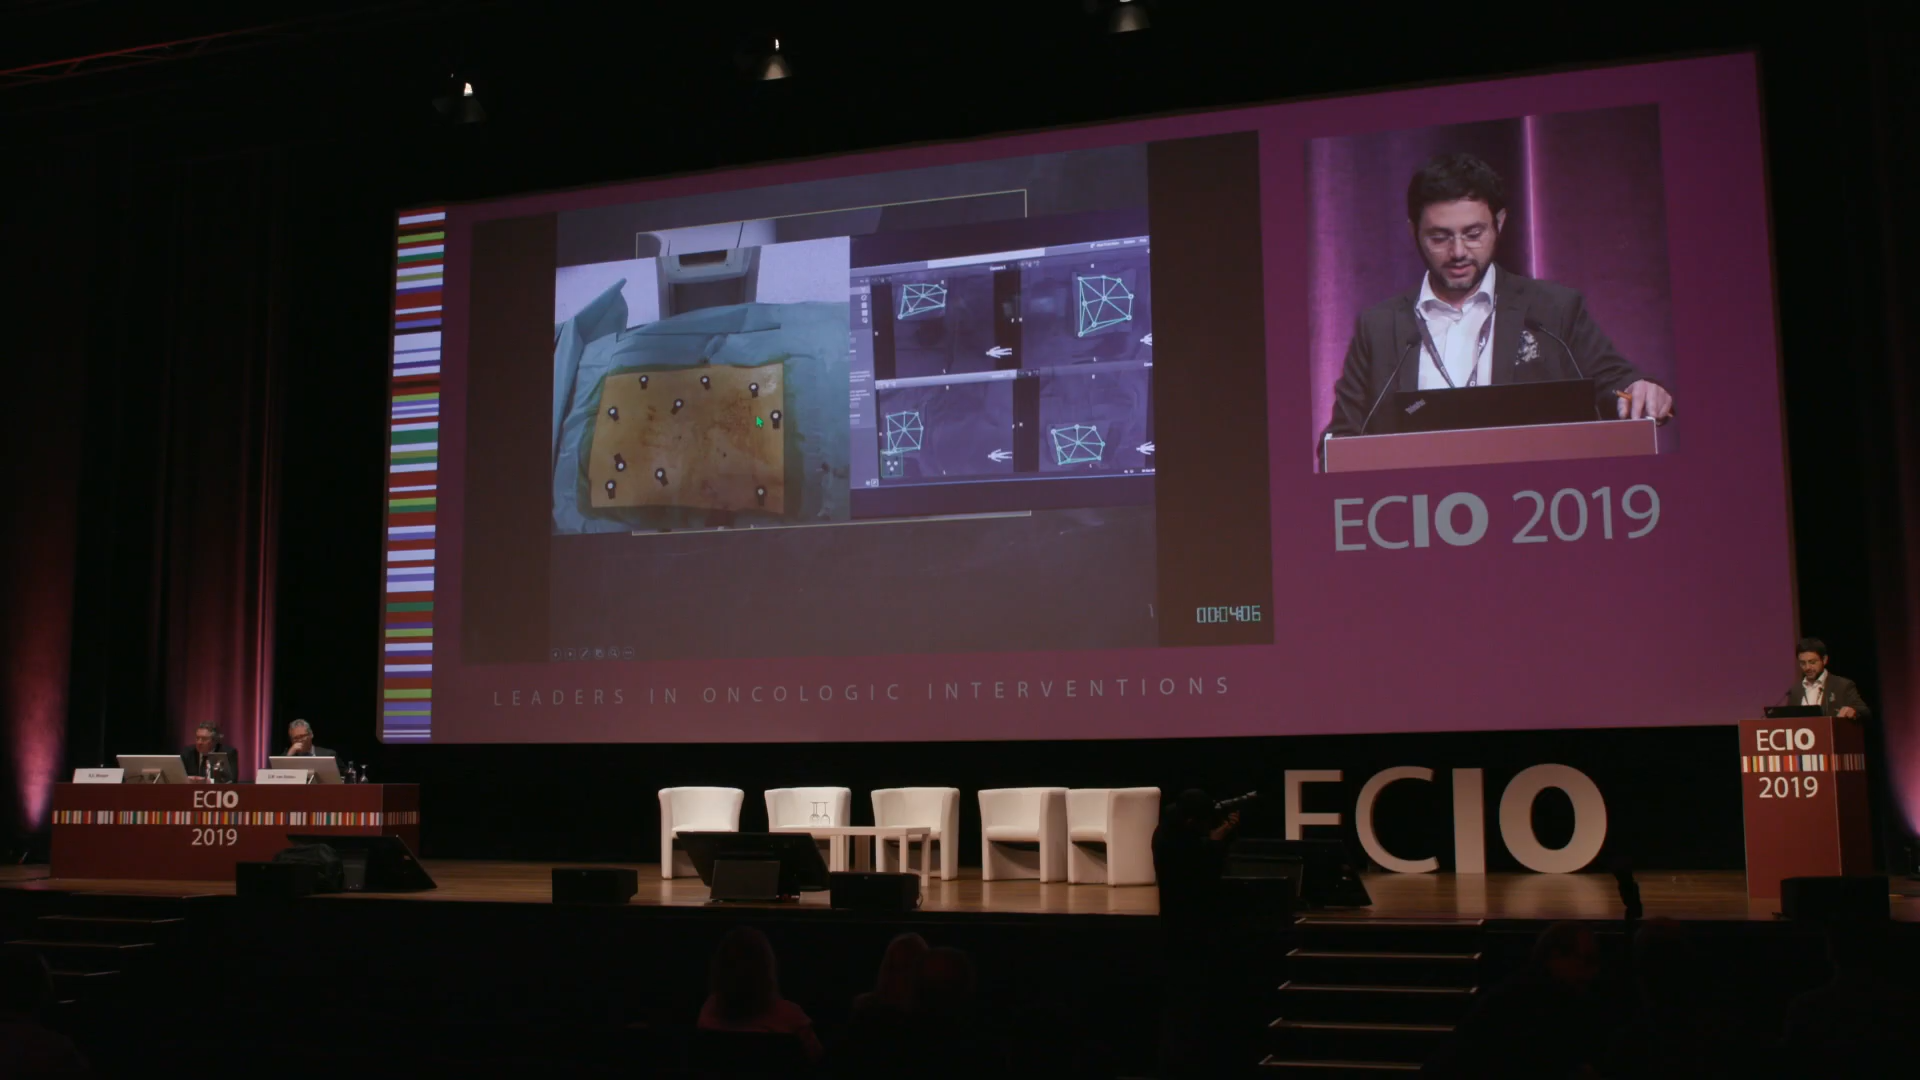 ECIO 2019
00:04:06
LEADERS IN ONCOLOGIC INTERVENTIONS
ECIO
2019
ECIO
ECIO
2019